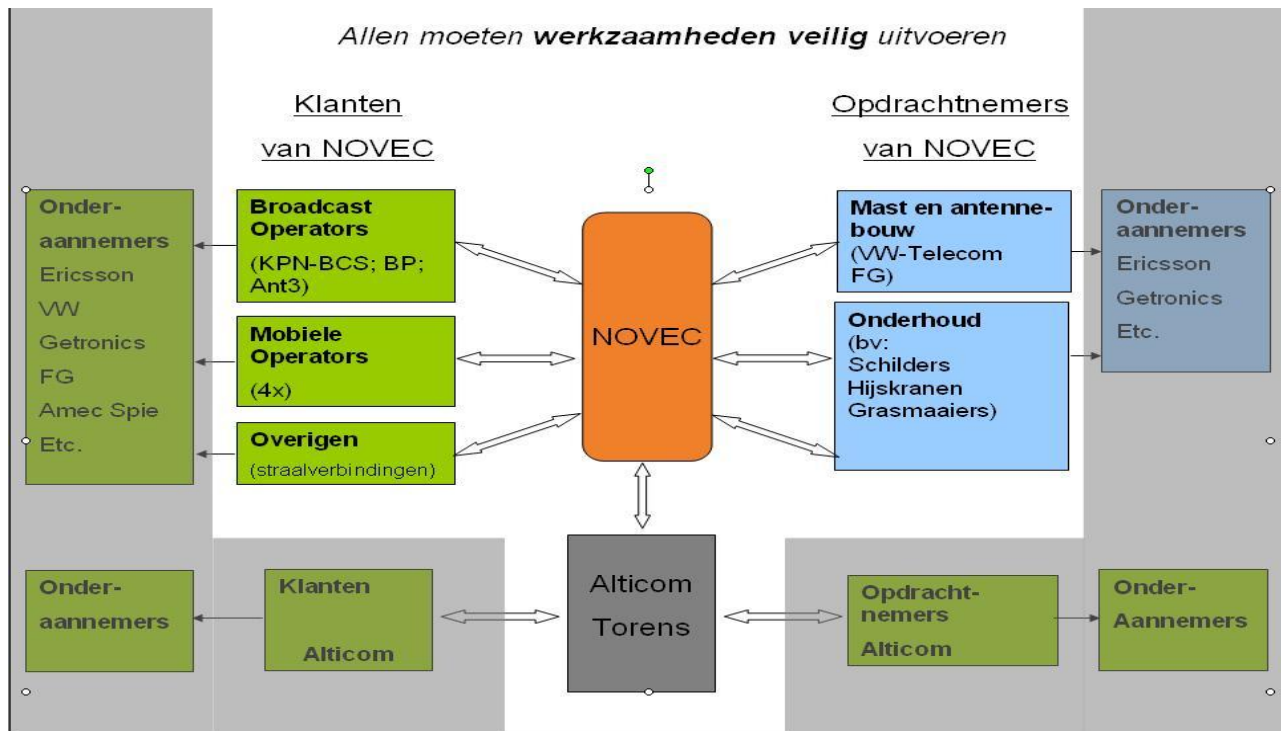 Allen moeten werkzaamheden veilig uitvoeren
Klanten
van NOVEC
Opdrachtnemers
van NOVEC
Onder-
aannemers
Ericsson
VW
Getronics
FG
Amec Spie
Etc.
Broadcast
Operators
(KPN-BCS; BP;
Ant3)
Mobiele
Operators
(4x)
Overigen
(straalverbindingen)
NOVEC
Mast en antenne-
bouw
(VW-Telecom
FG)
Onderhoud
(bv:
Schilders
Hijskranen
Grasmaaiers)
Onder-
aannemers
Ericsson
Getronics
Etc.
Onder-
aannemers
Klanten
Alticom
Alticom
Torens
Opdracht-
nemers
Alticom
Onder-
Aannemers